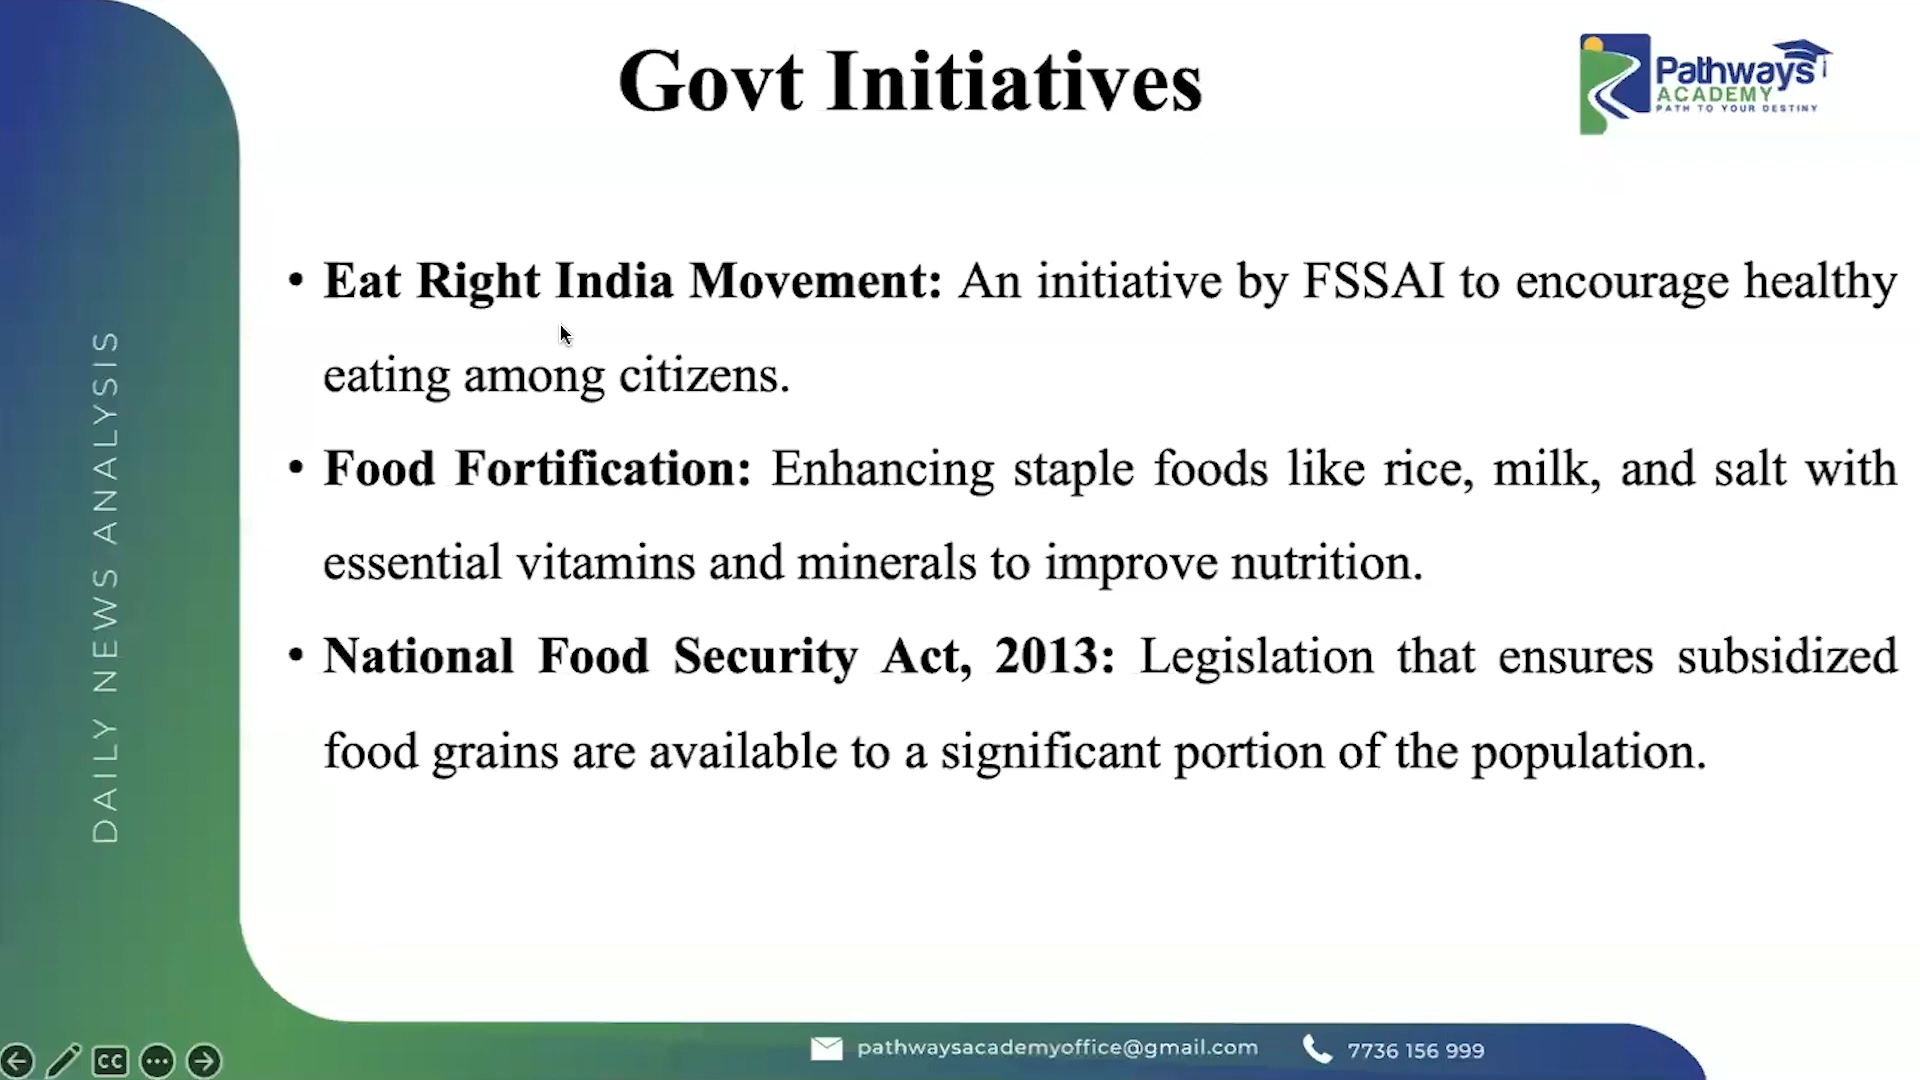 Govt Initiatives
Pathways
ACADEMY
PATH TO YOUR DESTINY
• Eat Right India Movement: An initiative by FSSAI to encourage healthy
eating among citizens.
• Food Fortification: Enhancing staple foods like rice, milk, and salt with
essential vitamins and minerals to improve nutrition.
• National Food Security Act, 2013: Legislation that ensures subsidized
food grains are available to a significant portion of the population.
DAILY NEWS ANALYSIS
CC
pathwaysacademyoffice@gmail.com
7736 156 999